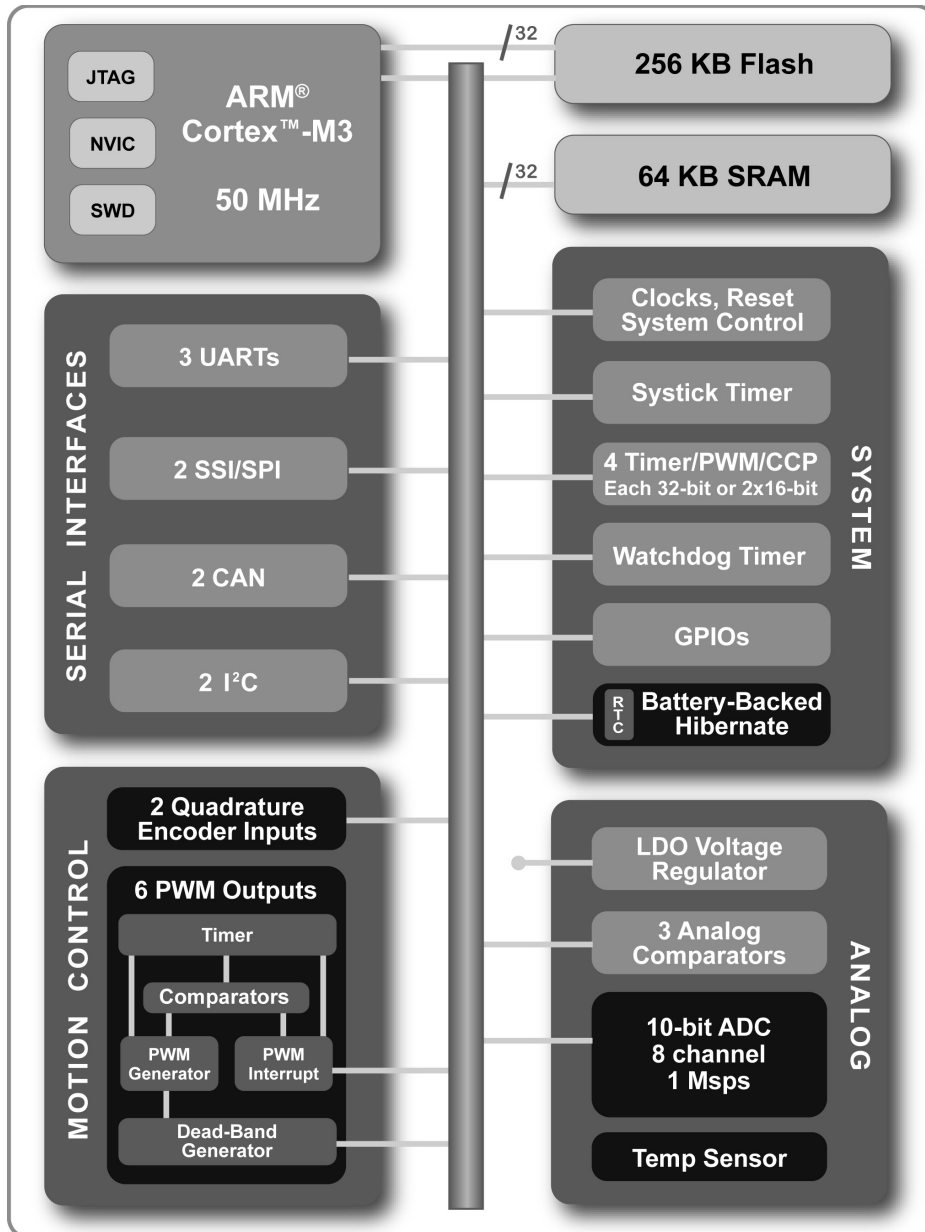 JTAG
NVIC
SWD
ARM®
Cortex™-M3
50 MHz
32
256 KB Flash
32
64 KB SRAM
SERIAL INTERFACES
3 UARTs
2 SSI/SPI
2 CAN
2 I²C
SYSTEM
Clocks, Reset
System Control
Systick Timer
4 Timer/PWM/CCP
Each 32-bit or 2x16-bit
Watchdog Timer
GPIOs
RTC
Battery-Backed
Hibernate
MOTION CONTROL
2 Quadrature
Encoder Inputs
6 PWM Outputs
Timer
Comparators
PWM
Generator
PWM
Interrupt
Dead-Band
Generator
ANALOG
LDO Voltage
Regulator
3 Analog
Comparators
10-bit ADC
8 channel
1 Msps
Temp Sensor